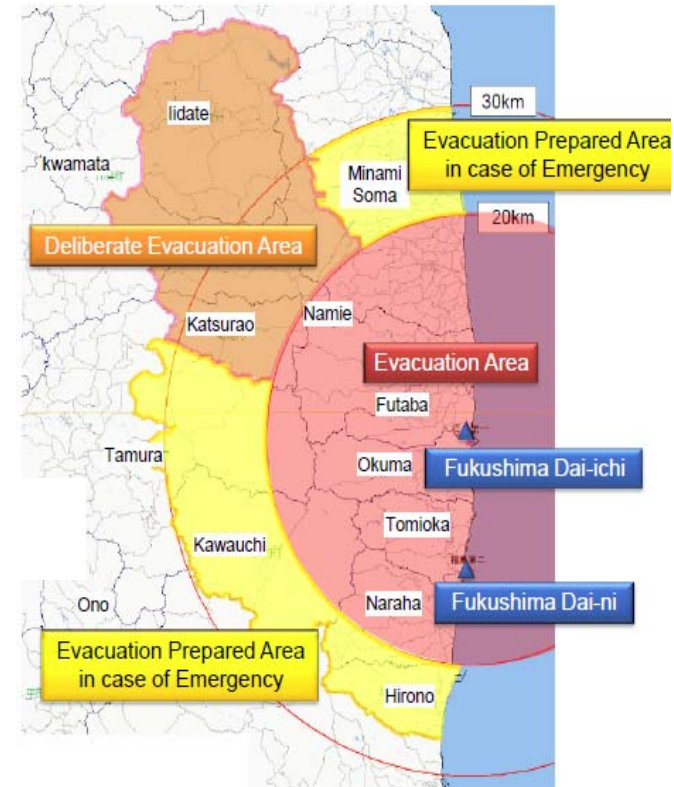 Iidate
30km
Evacuation Prepared Area
in case of Emergency
kwamata
Minami
Soma
20km
Deliberate Evacuation Area
Katsurao
Namie
Evacuation Area
Futaba
Tamura
Okuma
Fukushima Dai-ichi
Tomioka
Kawauchi
Naraha
Fukushima Dai-ni
Ono
Evacuation Prepared Area
in case of Emergency
Hirono